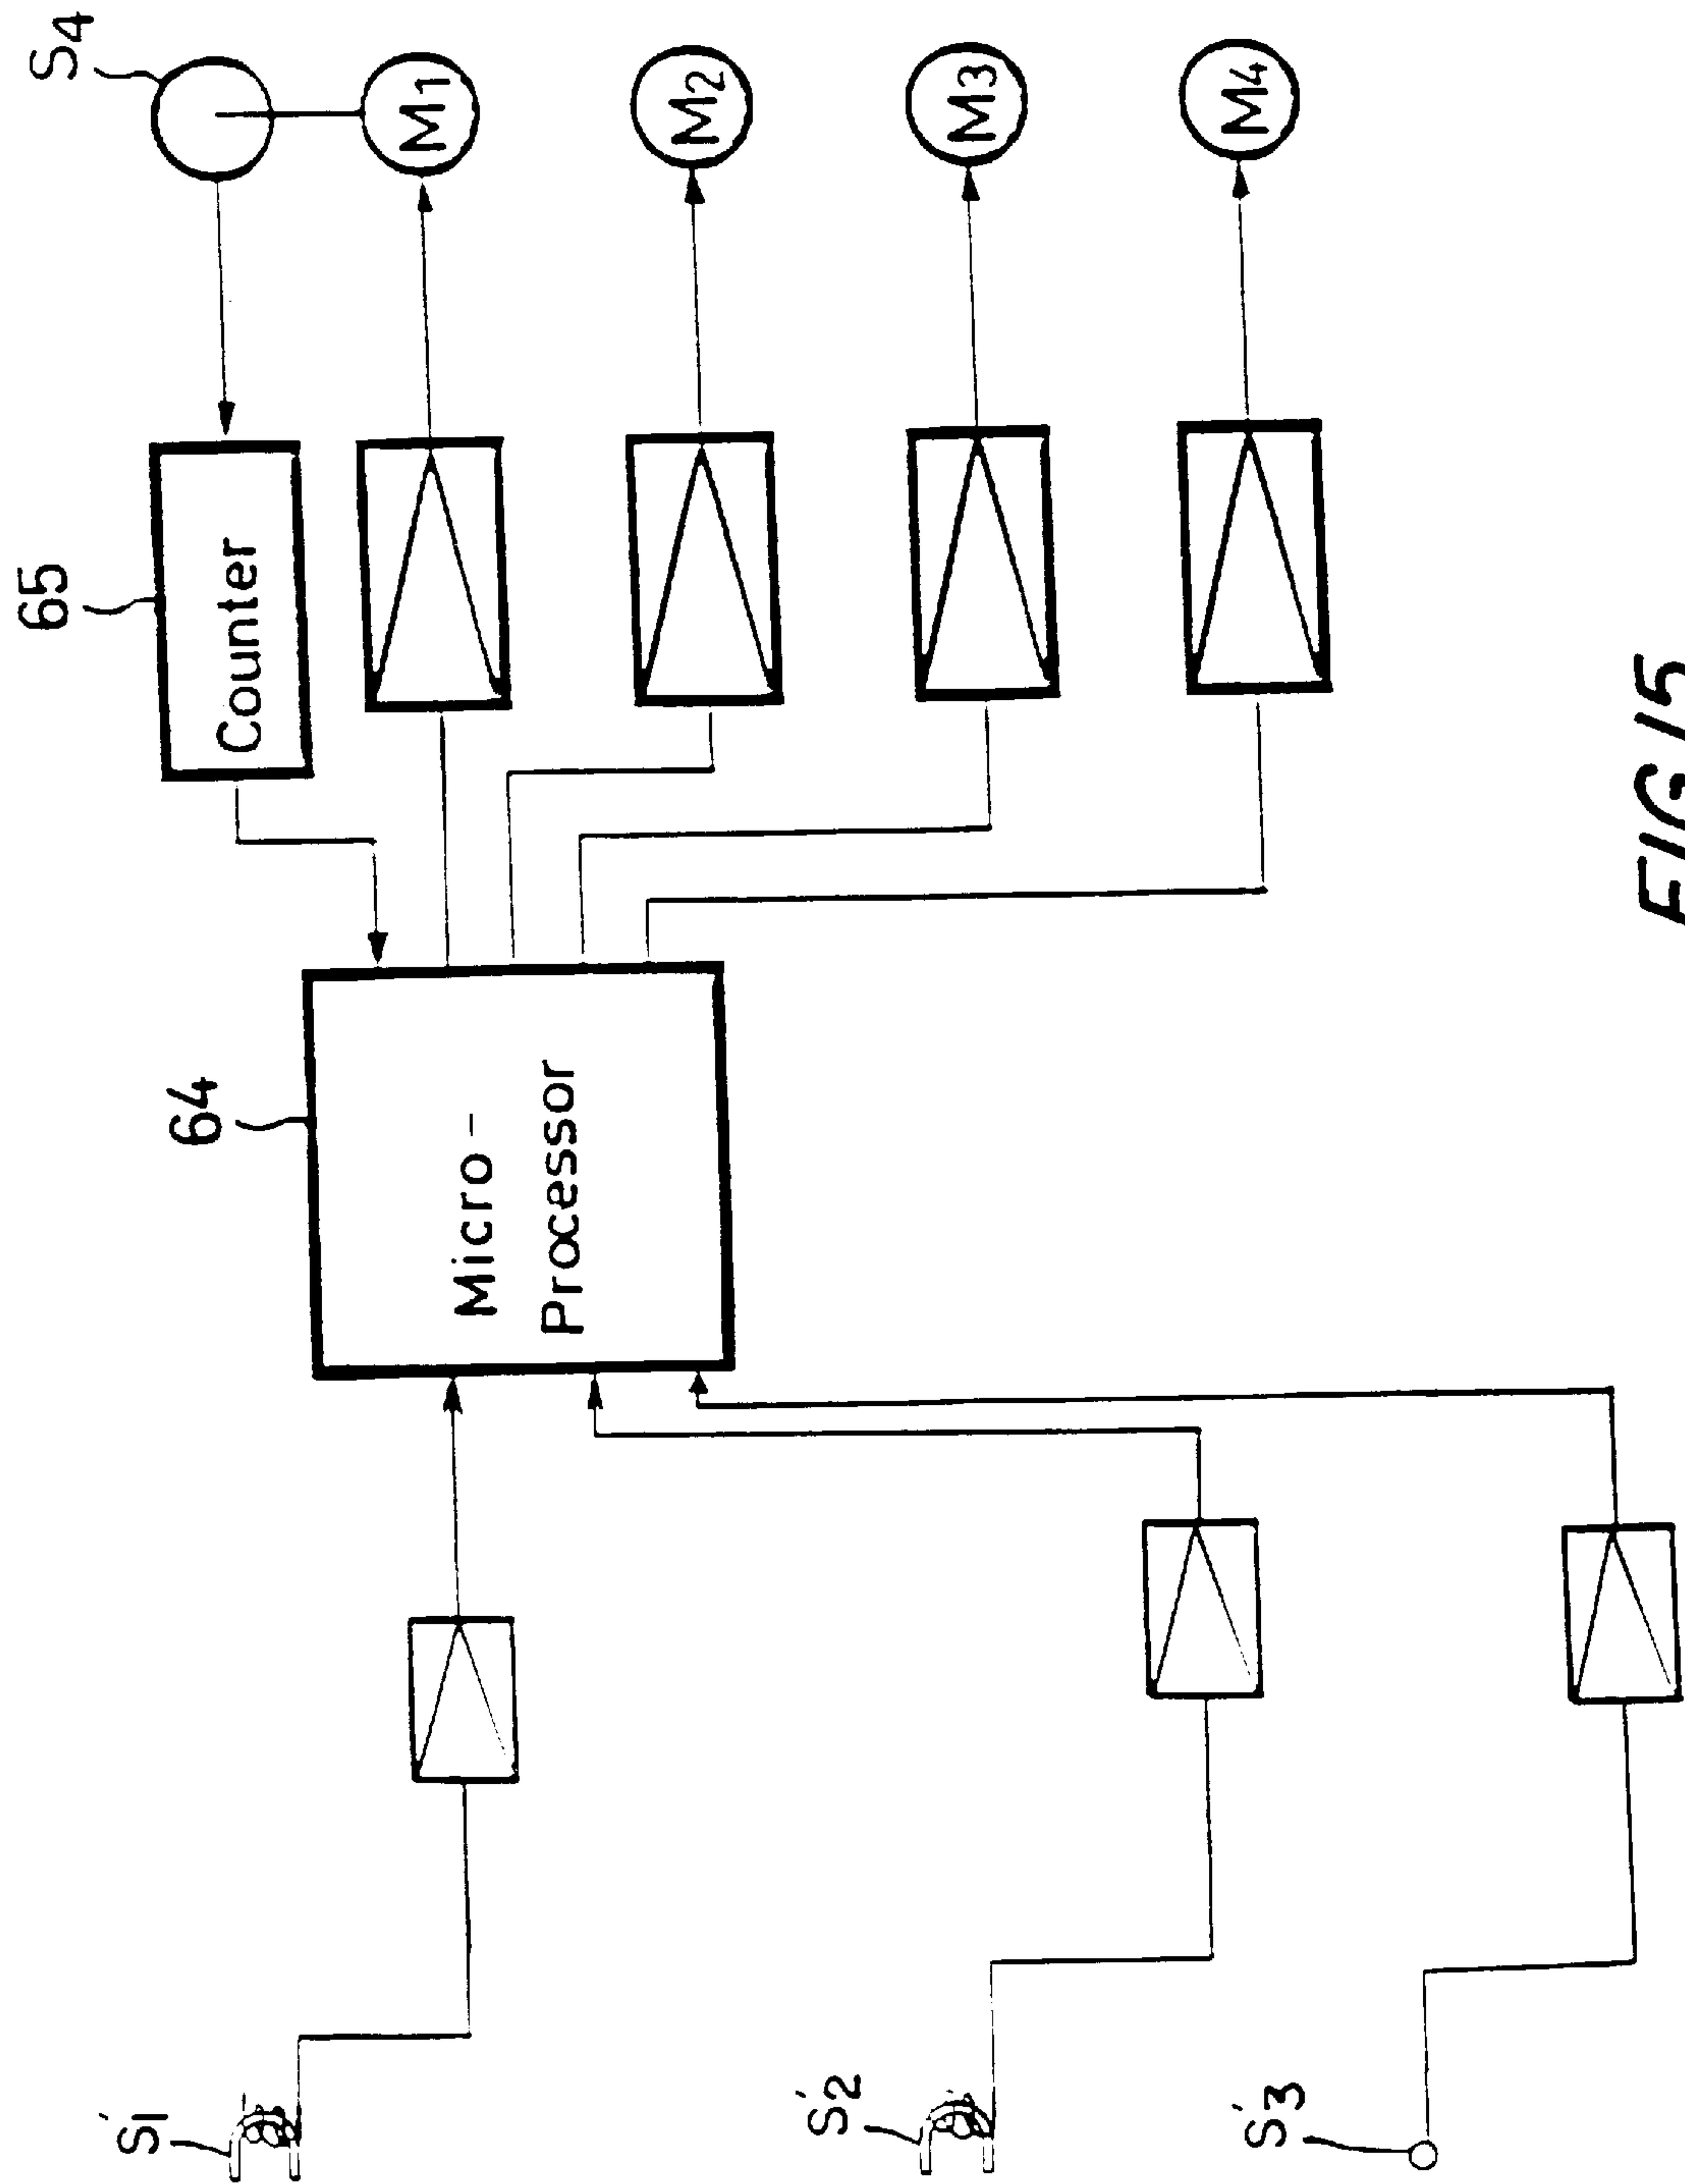 S4
65
Counter
M1
64
Micro-
Processor
M2
M3
M4
S'1
S'2
S'3
FIG. 15